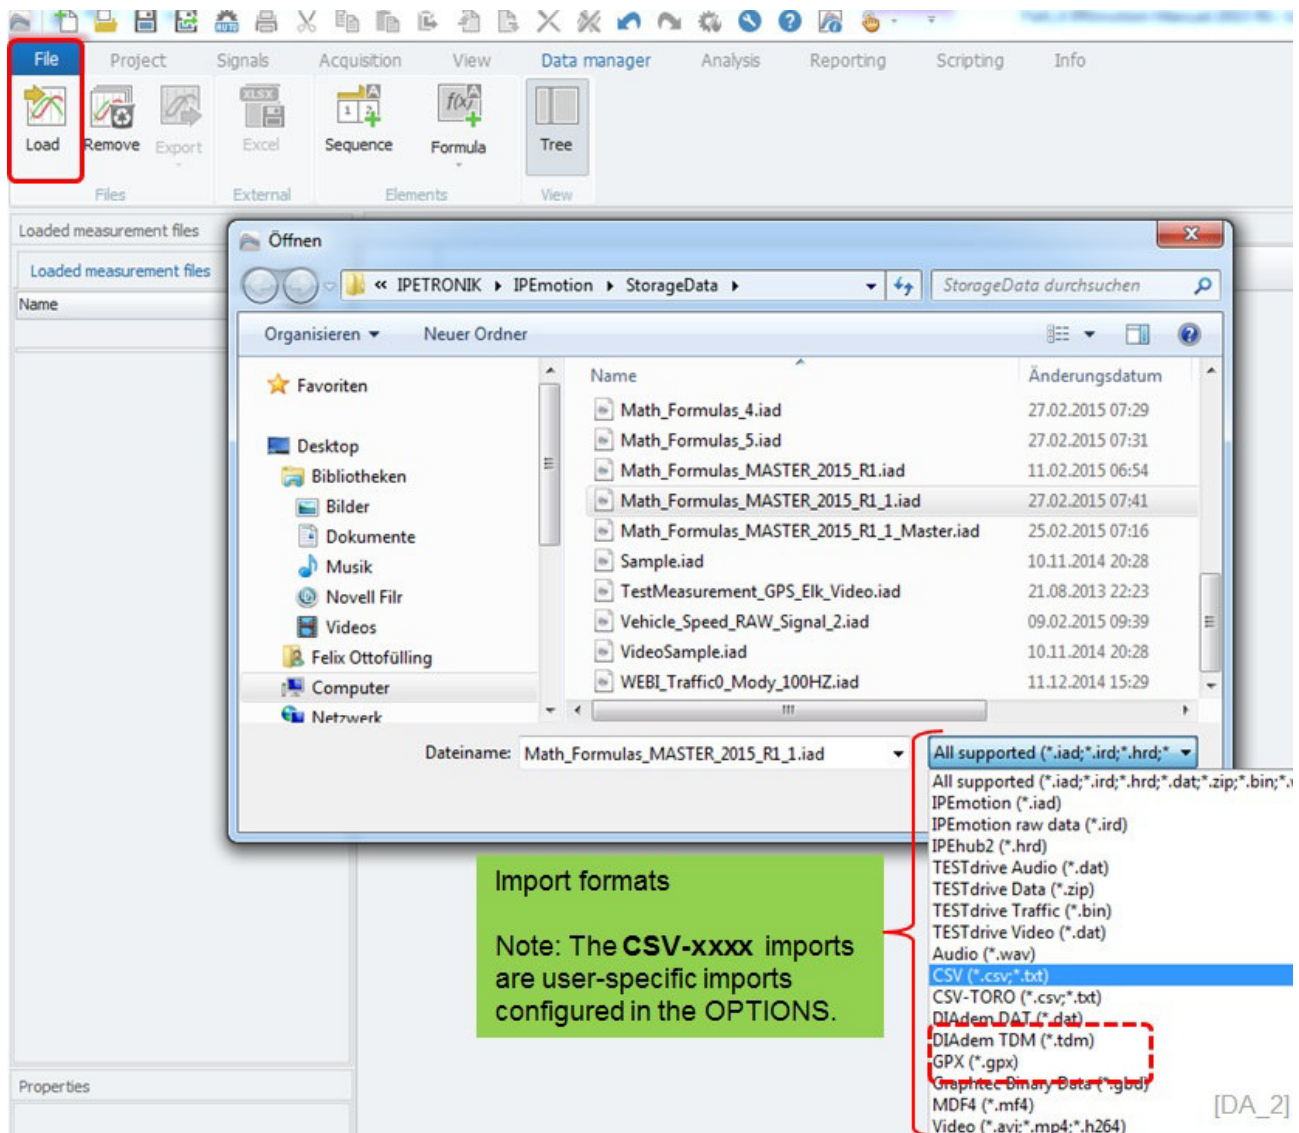 AUTO
File Project Signals Acquisition View Data manager Analysis Reporting Scripting Info
XLSX
1 2 A
f(x) A
Load Remove Export Excel Sequence Formula Tree
Files External Elements View
Loaded measurement files
Loaded measurement files
Name
Öffnen
« IPETRONIK IPEmotion StorageData
StorageData durchsuchen
Organisieren Neuer Ordner
Favoriten
Desktop
Bibliotheken
Bilder
Dokumente
Musik
Novell Filr
Videos
Felix Ottofülling
Computer
Netzwerk
Name Änderungsdatum
Math_Formulas_4.iad 27.02.2015 07:29
Math_Formulas_5.iad 27.02.2015 07:31
Math_Formulas_MASTER_2015_R1.iad 11.02.2015 06:54
Math_Formulas_MASTER_2015_R1_1.iad 27.02.2015 07:41
Math_Formulas_MASTER_2015_R1_1_Master.iad 25.02.2015 07:16
Sample.iad 10.11.2014 20:28
TestMeasurement_GPS_Elk_Video.iad 21.08.2013 22:23
Vehicle_Speed_RAW_Signal_2.iad 09.02.2015 09:39
VideoSample.iad 10.11.2014 20:28
WEBI_Traffic0_Mody_100HZ.iad 11.12.2014 15:29
Dateiname: Math_Formulas_MASTER_2015_R1_1.iad
All supported (*.iad;*.ird;*.hrd;*
All supported (*.iad;*.ird;*.hrd;*.dat;*.zip;*.bin;*.
IPEmotion (*.iad)
IPEmotion raw data (*.ird)
IPEhub2 (*.hrd)
TESTdrive Audio (*.dat)
TESTdrive Data (*.zip)
TESTdrive Traffic (*.bin)
TESTdrive Video (*.dat)
Audio (*.wav)
CSV (*.csv;*.txt)
CSV-TORO (*.csv;*.txt)
DIAdem DAT (*.dat)
DIAdem TDM (*.tdm)
GPX (*.gpx)
Graphtec Binary Data (*.gbd)
MDF4 (*.mf4)
Video (*.avi;*.mp4;*.h264)
Import formats
Note: The CSV-xxxx imports
are user-specific imports
configured in the OPTIONS.
Properties
[DA_2]